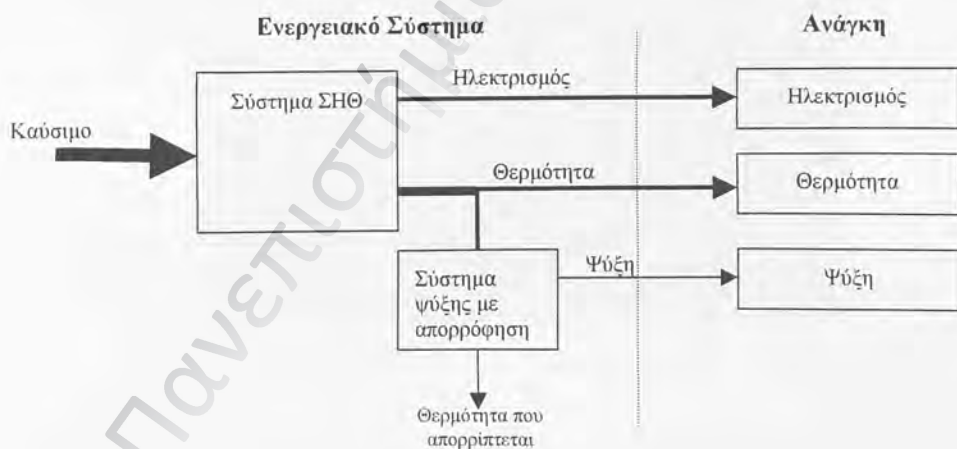 Ενεργειακό Σύστημα
Ανάγκη
Καύσιμο
Σύστημα ΣΗΘ
Ηλεκτρισμός
Ηλεκτρισμός
Θερμότητα
Θερμότητα
Σύστημα
ψύξης με
απορρόφηση
Ψύξη
Ψύξη
Θερμότητα που
απορρίπτεται
Πανεπιστήμιο